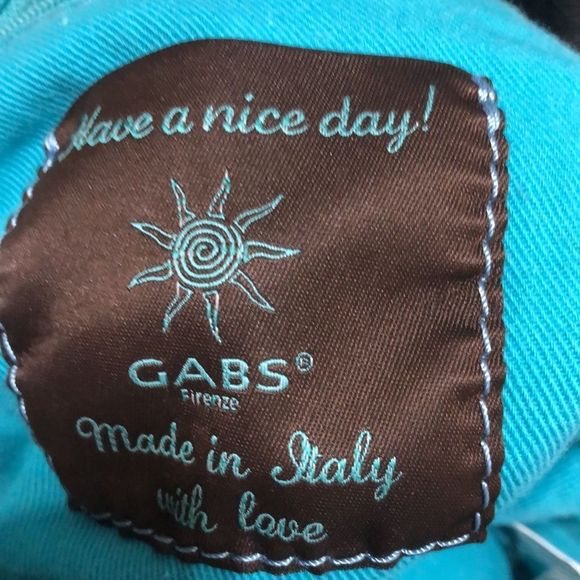 Have a nice day!
GABS®
Firenze
Made in Italy
with love